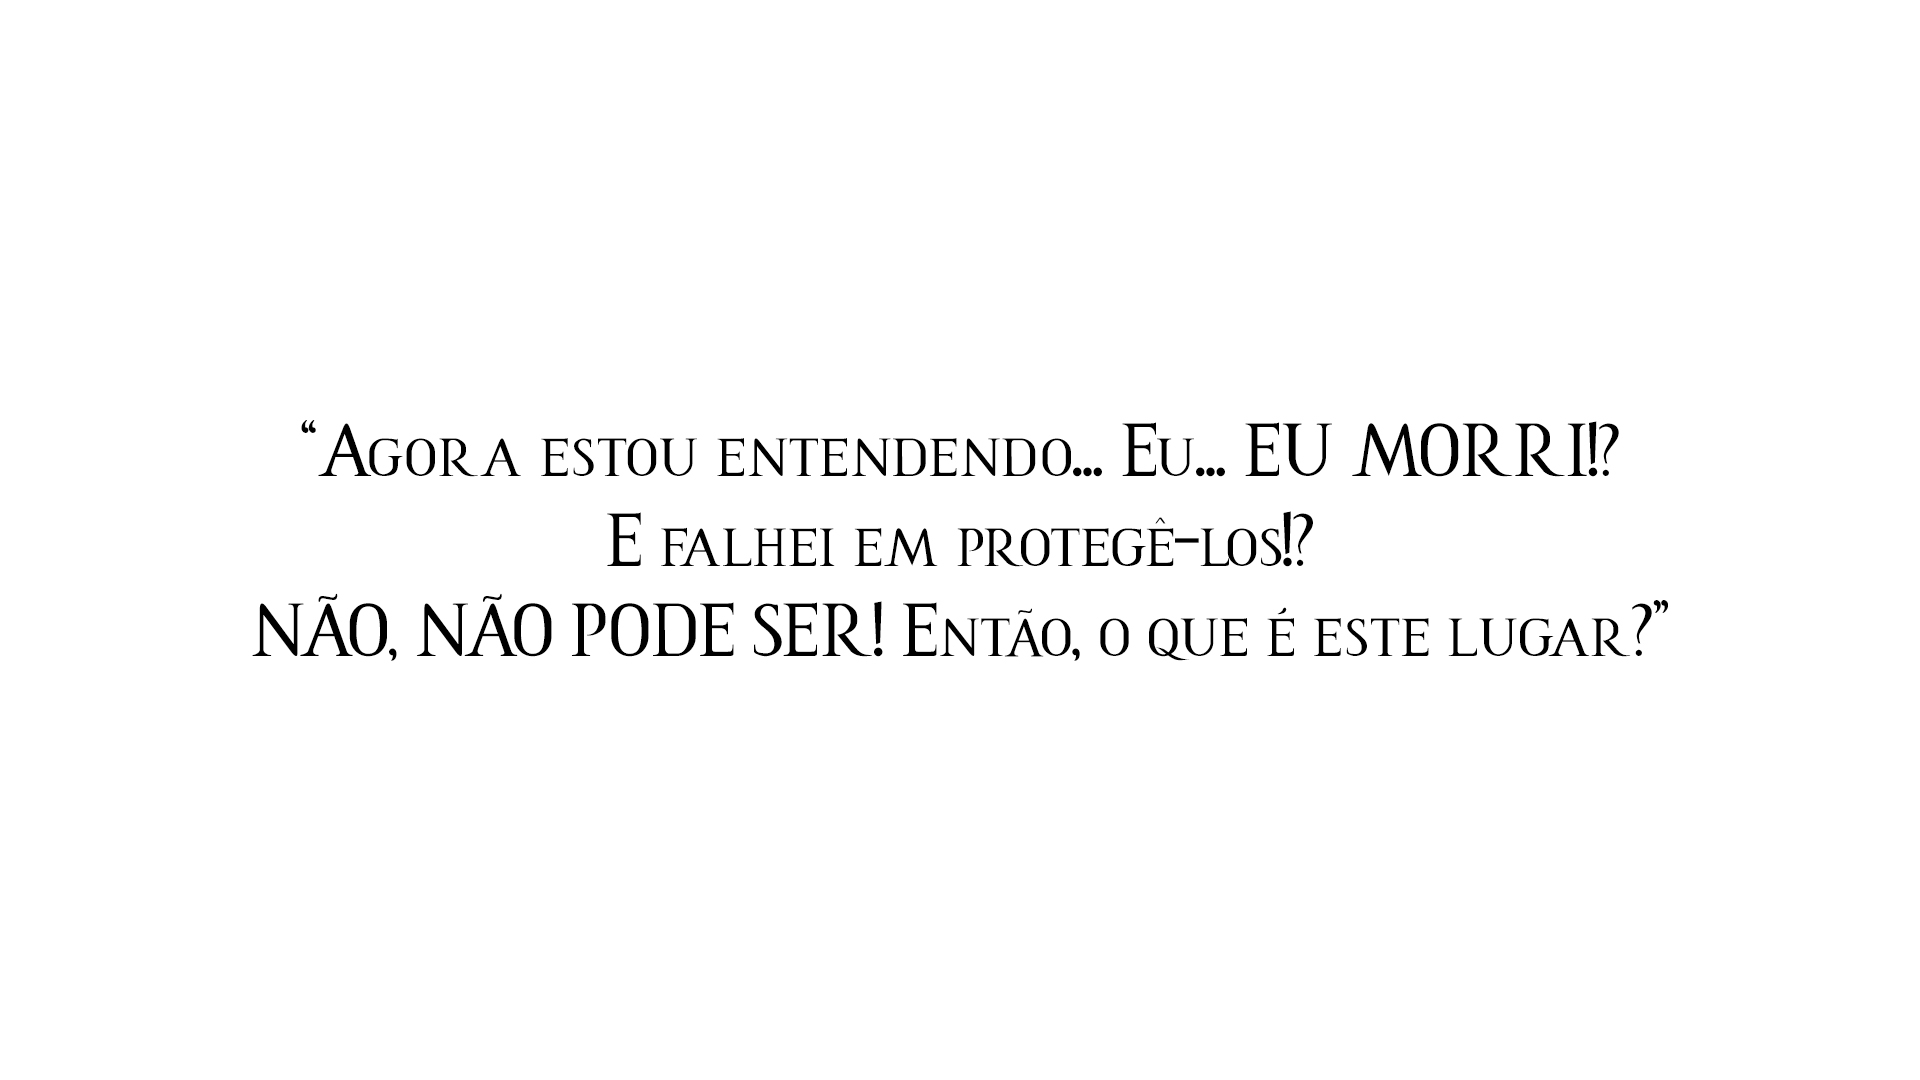 “Agora estou entendendo... Eu... EU MORRI!?
E falhei em protegê-los!?
NÃO, NÃO PODE SER! Então, o que é este lugar?”